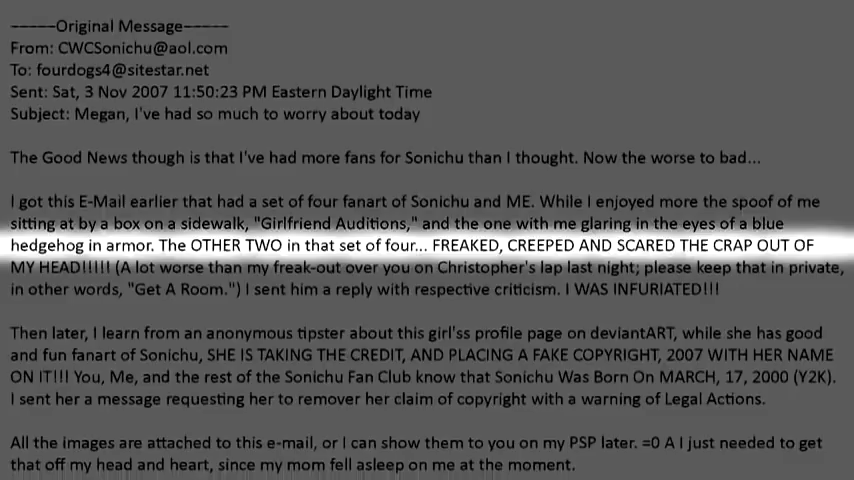 -----Original Message-----
From: CWCSonichu@aol.com
To: fourdogs4@sitestar.net
Sent: Sat, 3 Nov 2007 11:50:23 PM Eastern Daylight Time
Subject: Megan, I've had so much to worry about today
The Good News though is that I've had more fans for Sonichu than I thought. Now the worse to bad...
I got this E-Mail earlier that had a set of four fanart of Sonichu and ME. While I enjoyed more the spoof of me
sitting at by a box on a sidewalk, "Girlfriend Auditions," and the one with me glaring in the eyes of a blue
hedgehog in armor. The OTHER TWO in that set of four... FREAKED, CREEPED AND SCARED THE CRAP OUT OF
MY HEAD!!!!! (A lot worse than my freak-out over you on Christopher's lap last night; please keep that in private,
in other words, "Get A Room.") I sent him a reply with respective criticism. I WAS INFURIATED!!!
Then later, I learn from an anonymous tipster about this girl'ss profile page on deviantART, while she has good
and fun fanart of Sonichu, SHE IS TAKING THE CREDIT, AND PLACING A FAKE COPYRIGHT, 2007 WITH HER NAME
ON IT!!! You, Me, and the rest of the Sonichu Fan Club know that Sonichu Was Born On MARCH, 17, 2000 (Y2K).
I sent her a message requesting her to remover her claim of copyright with a warning of Legal Actions.
All the images are attached to this e-mail, or I can show them to you on my PSP later. =0 A I just needed to get
that off my head and heart, since my mom fell asleep on me at the moment.